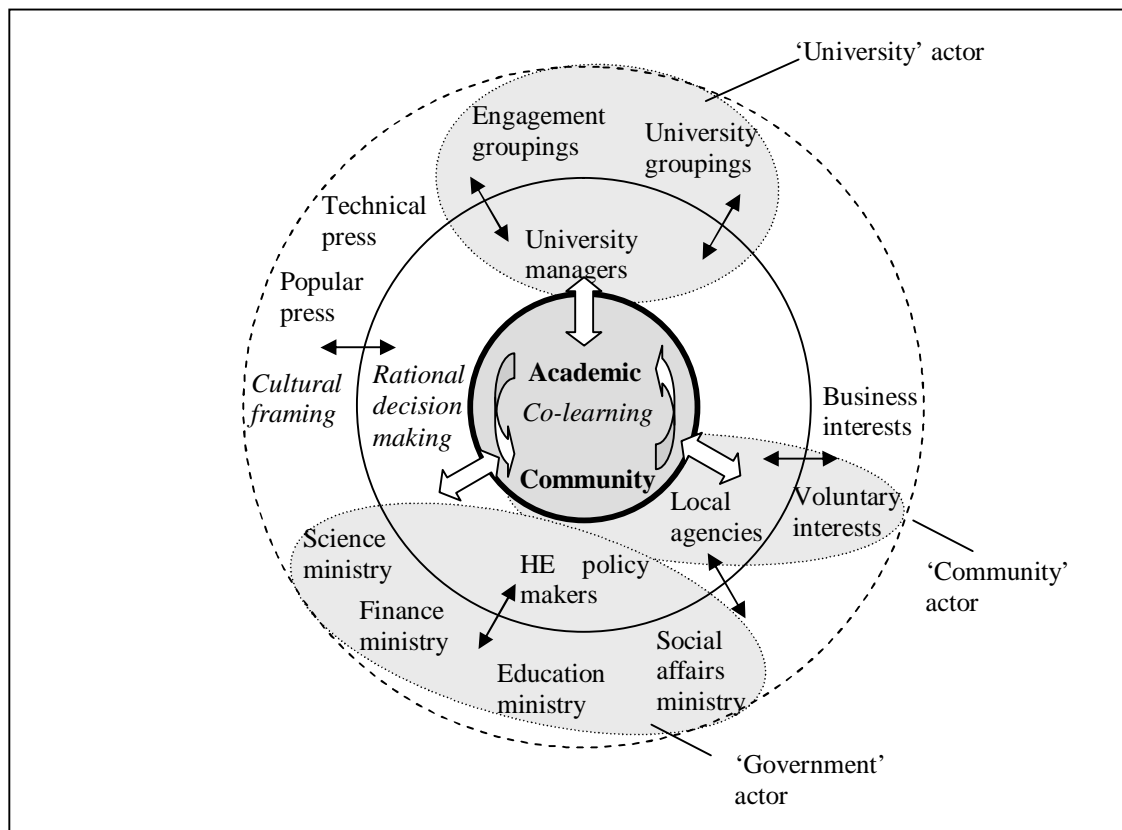 ‘University’
actor
Engagement
groupings
University
groupings
Technical
press
University
managers
Popular
press
Cultural
framing
Rational
decision
making
Academic
Co-learning
Community
Business
interests
Local
agencies
Voluntary
interests
‘Community’
actor
Science
ministry
HE policy
makers
Finance
ministry
Education
ministry
Social
affairs
ministry
‘Government’
actor